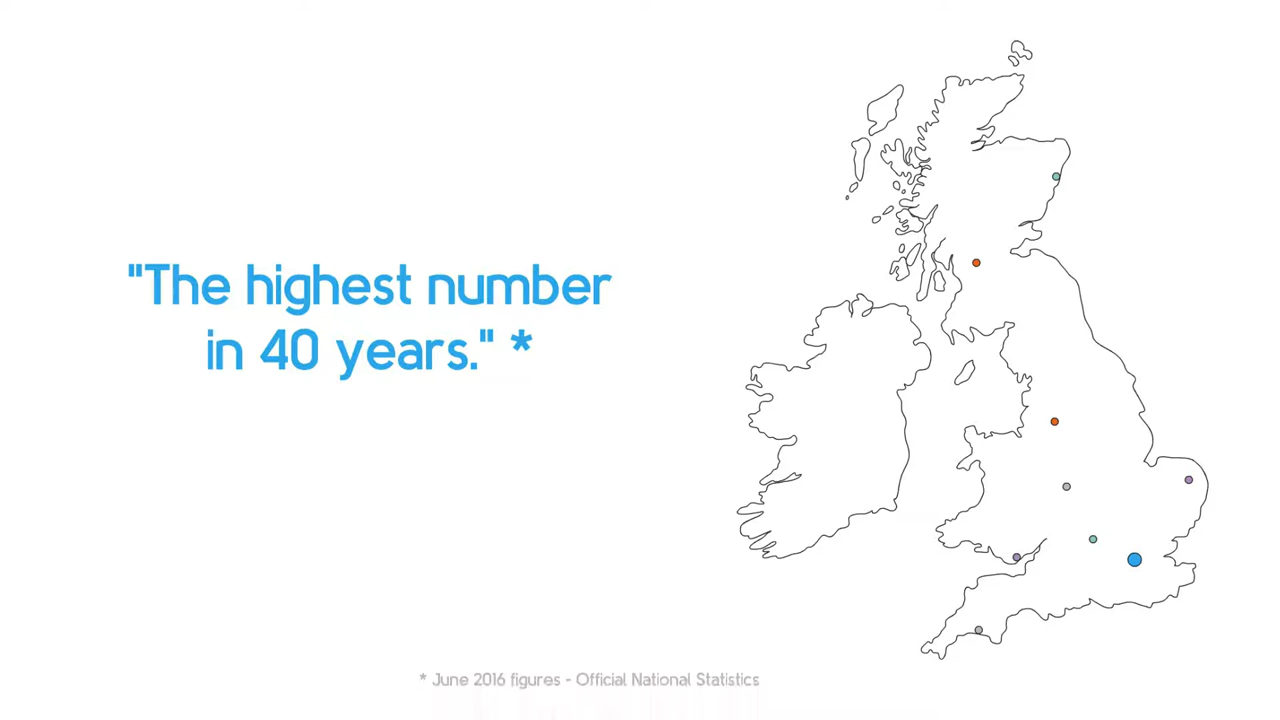 "The highest number
in 40 years." *
* June 2016 figures - Official National Statistics